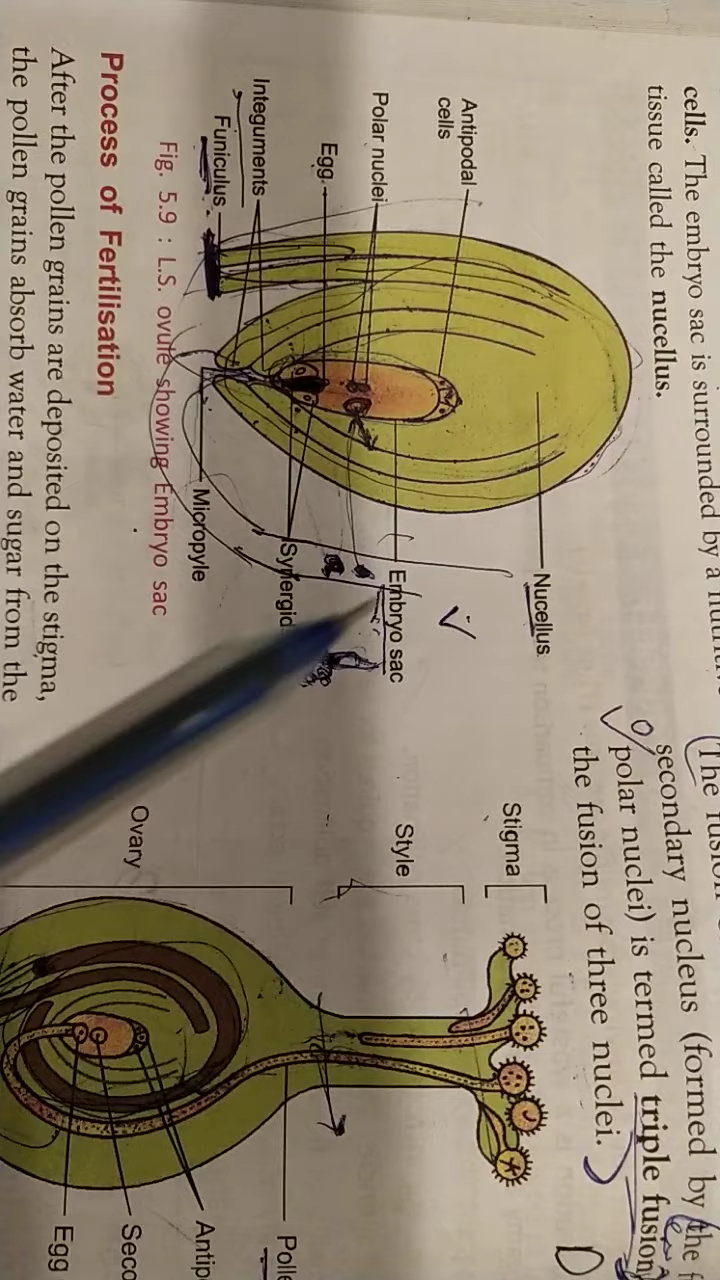 cells. The embryo sac is surrounded by a
tissue called the nucellus.
Antipodal
cells
Polar nuclei
Egg
Integuments
Funiculus
Nucellus
Embryo sac
Synergid
Micropyle
Fig. 5.9 : L.S. ovule showing Embryo sac
Process of Fertilisation
After the pollen grains are deposited on the stigma,
the pollen grains absorb water and sugar from the
(The
secondary nucleus (formed by the
polar nuclei) is termed triple fusion
the fusion of three nuclei.
D
Stigma
Style
Ovary
Polle
Antip
Seco
Egg